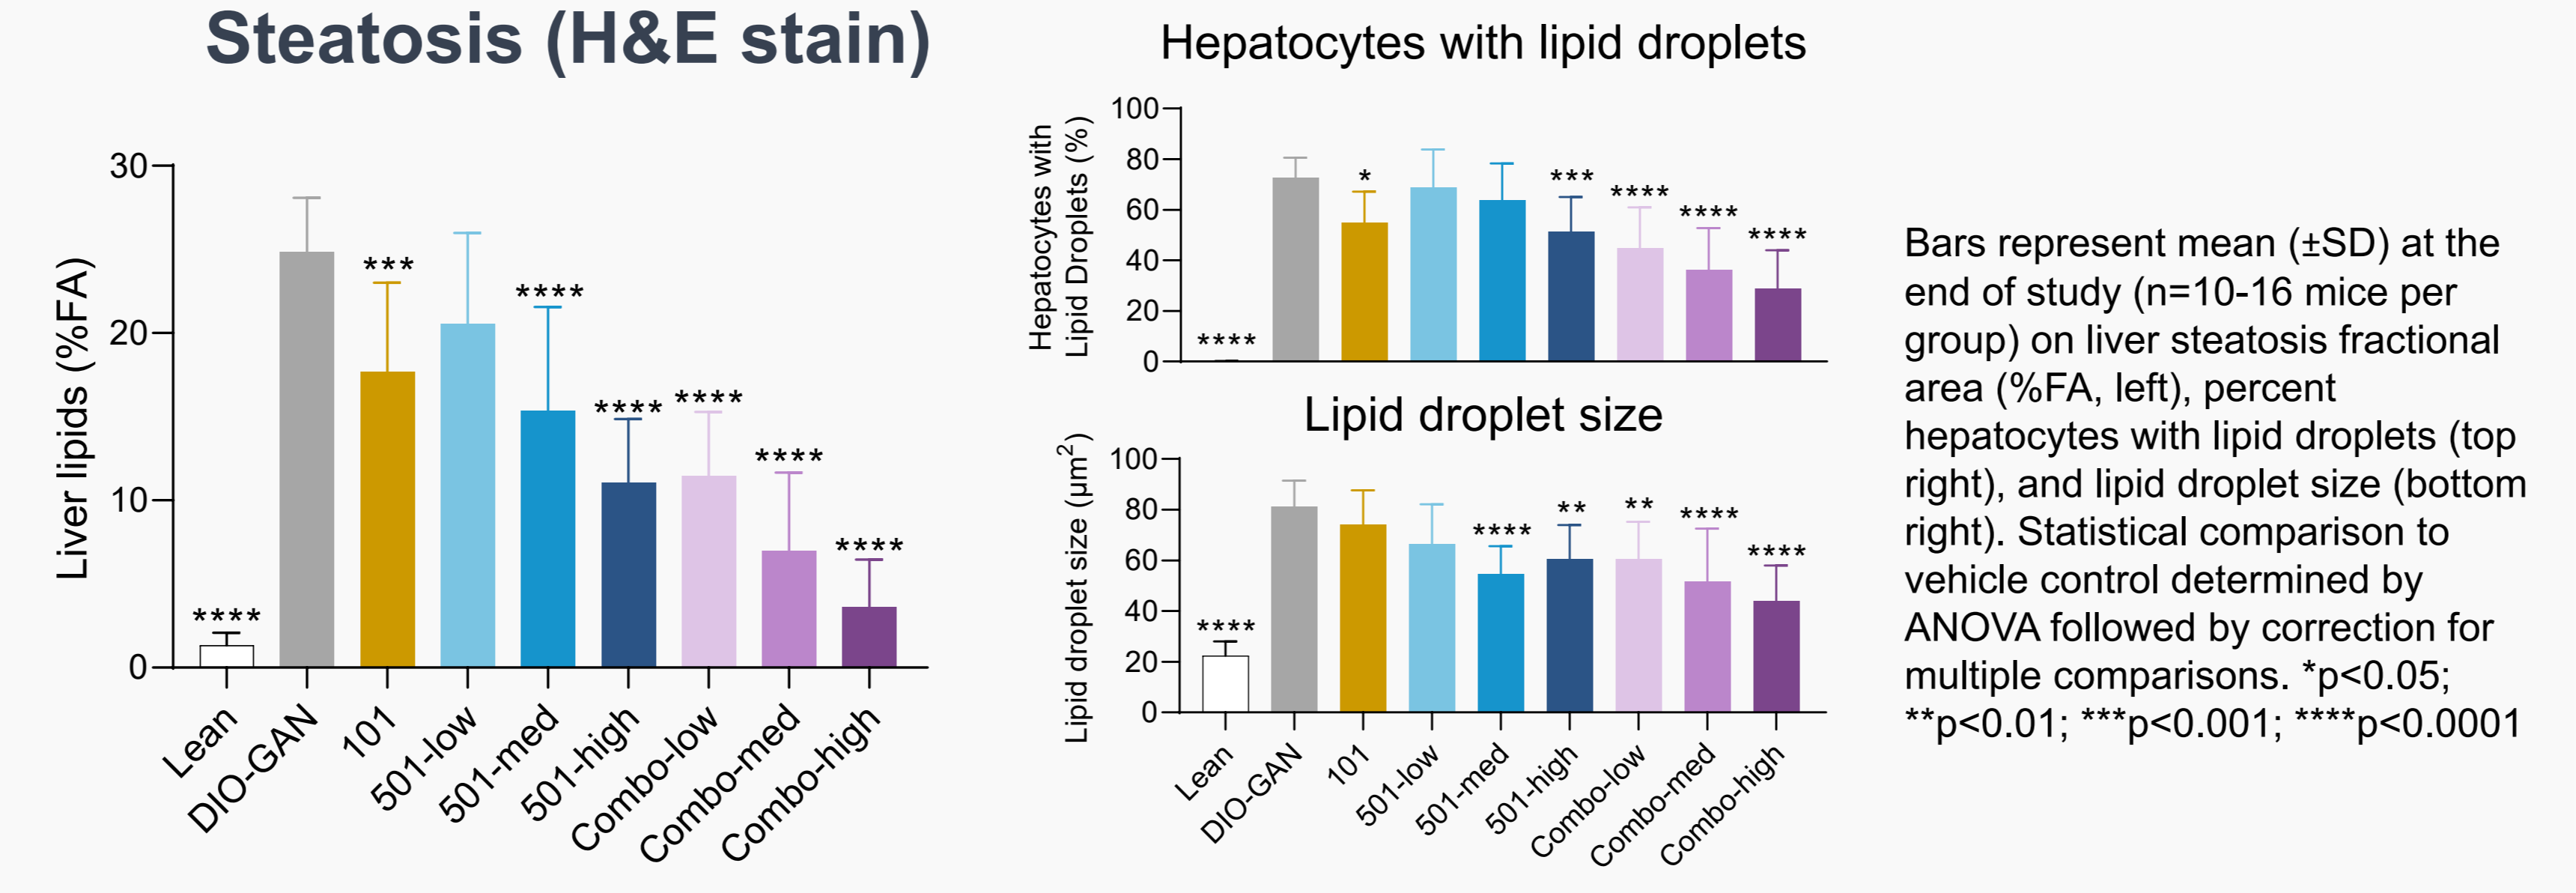 Steatosis (H&E stain)
Liver lipids (%FA)
30
20
10
0
***
****
****
****
****
****
****
Lean
DIO-GAN
101
501-low
501-med
501-high
Combo-low
Combo-med
Combo-high
Hepatocytes with lipid droplets
Hepatocytes with
Lipid Droplets (%)
100
80
60
40
20
0
*
***
****
****
****
****
Lipid droplet size
Lipid droplet size (µm²)
100
80
60
40
20
0
****
**
**
****
****
****
Lean
DIO-GAN
101
501-low
501-med
501-high
Combo-low
Combo-med
Combo-high
Bars represent mean (±SD) at the
end of study (n=10-16 mice per
group) on liver steatosis fractional
area (%FA, left), percent
hepatocytes with lipid droplets (top
right), and lipid droplet size (bottom
right). Statistical comparison to
vehicle control determined by
ANOVA followed by correction for
multiple comparisons. *p<0.05;
**p<0.01; ***p<0.001; ****p<0.0001